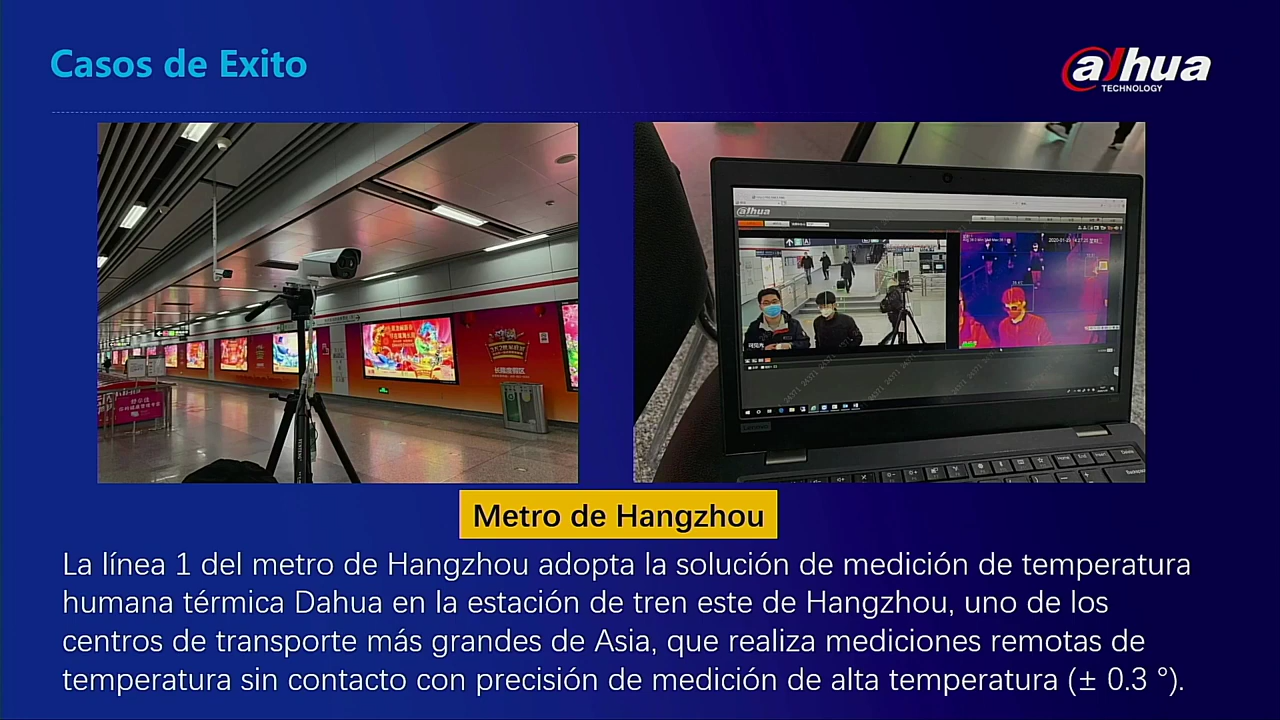 Casos de Exito
alhua
TECHNOLOGY
alhua
Metro de Hangzhou
La línea 1 del metro de Hangzhou adopta la solución de medición de temperatura
humana térmica Dahua en la estación de tren este de Hangzhou, uno de los
centros de transporte más grandes de Asia, que realiza mediciones remotas de
temperatura sin contacto con precisión de medición de alta temperatura (± 0.3 °).